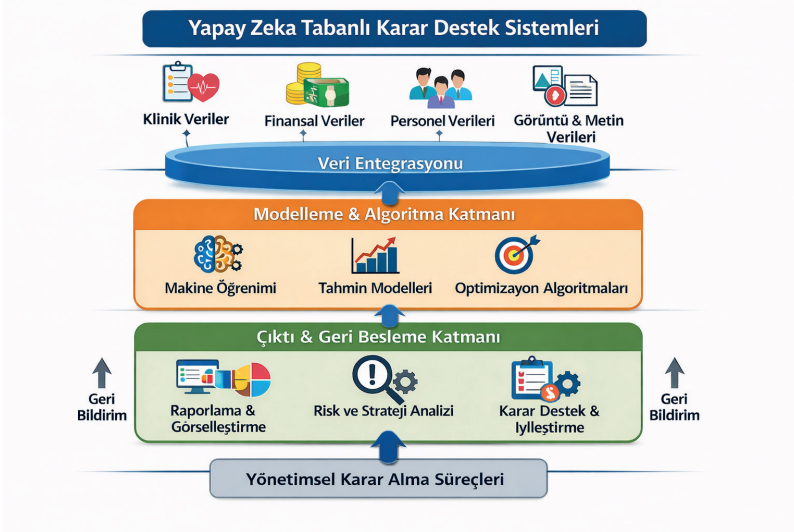 Yapay Zeka Tabanlı Karar Destek Sistemleri
Klinik Veriler
Finansal Veriler
Personel Verileri
Görüntü & Metin
Verileri
Veri Entegrasyonu
Modelleme & Algoritma Katmanı
Makine Öğrenimi
Tahmin Modelleri
Optimizayon Algoritmaları
Çıktı & Geri Besleme Katmanı
Geri
Bildirim
Raporlama &
Görselleştirme
Risk ve Strateji Analizi
Karar Destek &
Iylleştirme
Geri
Bildirim
Yönetimsel Karar Alma Süreçleri